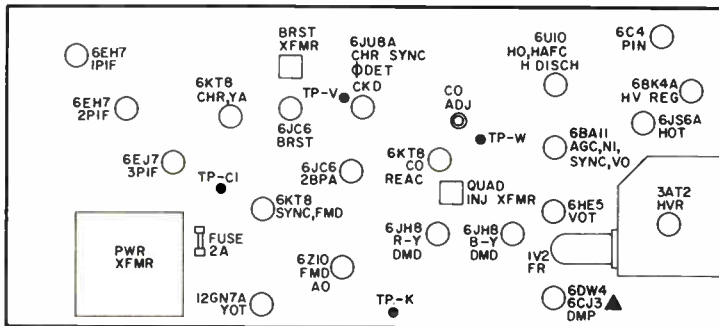 6EH7
1PIF
6EH7
2PIF
6EJ7
3PIF
6KT8
CHR,YA
BRST
XFMR
6JU8A
CHR SYNC
ΦDET
CKD
TP-V
6JC6
BRST
TP-C1
6JC6
2BPA
6KT8
SYNC,FMD
PWR
XFMR
FUSE
2A
12GN7A
YOT
6Z10
FMD
AO
TP-K
CO
ADJ
TP-W
6KT8
CO
REAC
QUAD
INJ XFMR
6JH8
R-Y
DMD
6JH8
B-Y
DMD
6U10
HO,HAFC
H DISCH
6C4
PIN
6BK4A
HV REG
6JS6A
HOT
6BA11
AGC,NI,
SYNC,VO
6HE5
VOT
3AT2
HVR
1V2
FR
6DW4
6CJ3
DMP